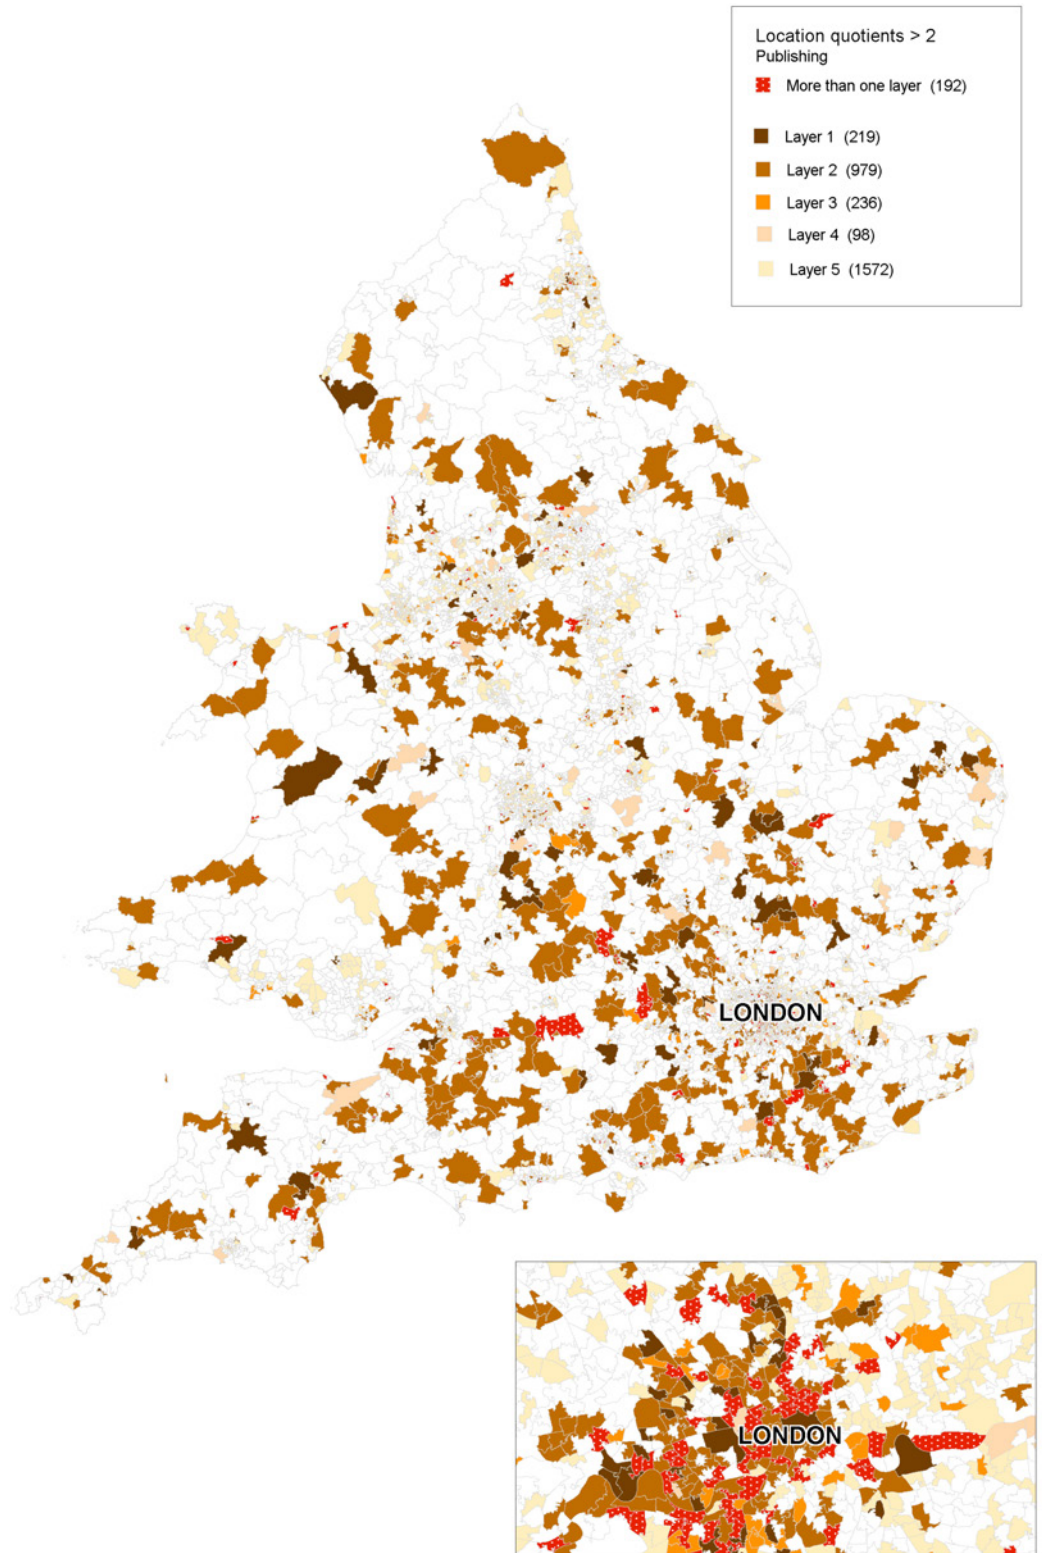 Location quotients > 2
Publishing
More than one layer (192)
Layer 1 (219)
Layer 2 (979)
Layer 3 (236)
Layer 4 (98)
Layer 5 (1572)
LONDON
LONDON